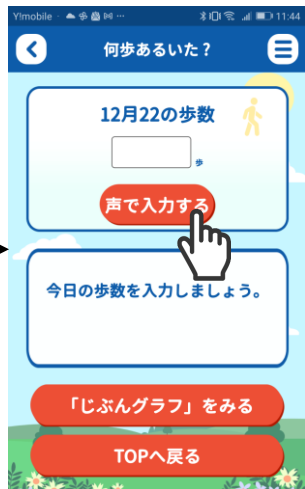 Y!mobile
11:44
何歩あるいた?
12月22の歩数
歩
声で入力する
今日の歩数を入力しましょう。
「じぶんグラフ」をみる
TOPへ戻る